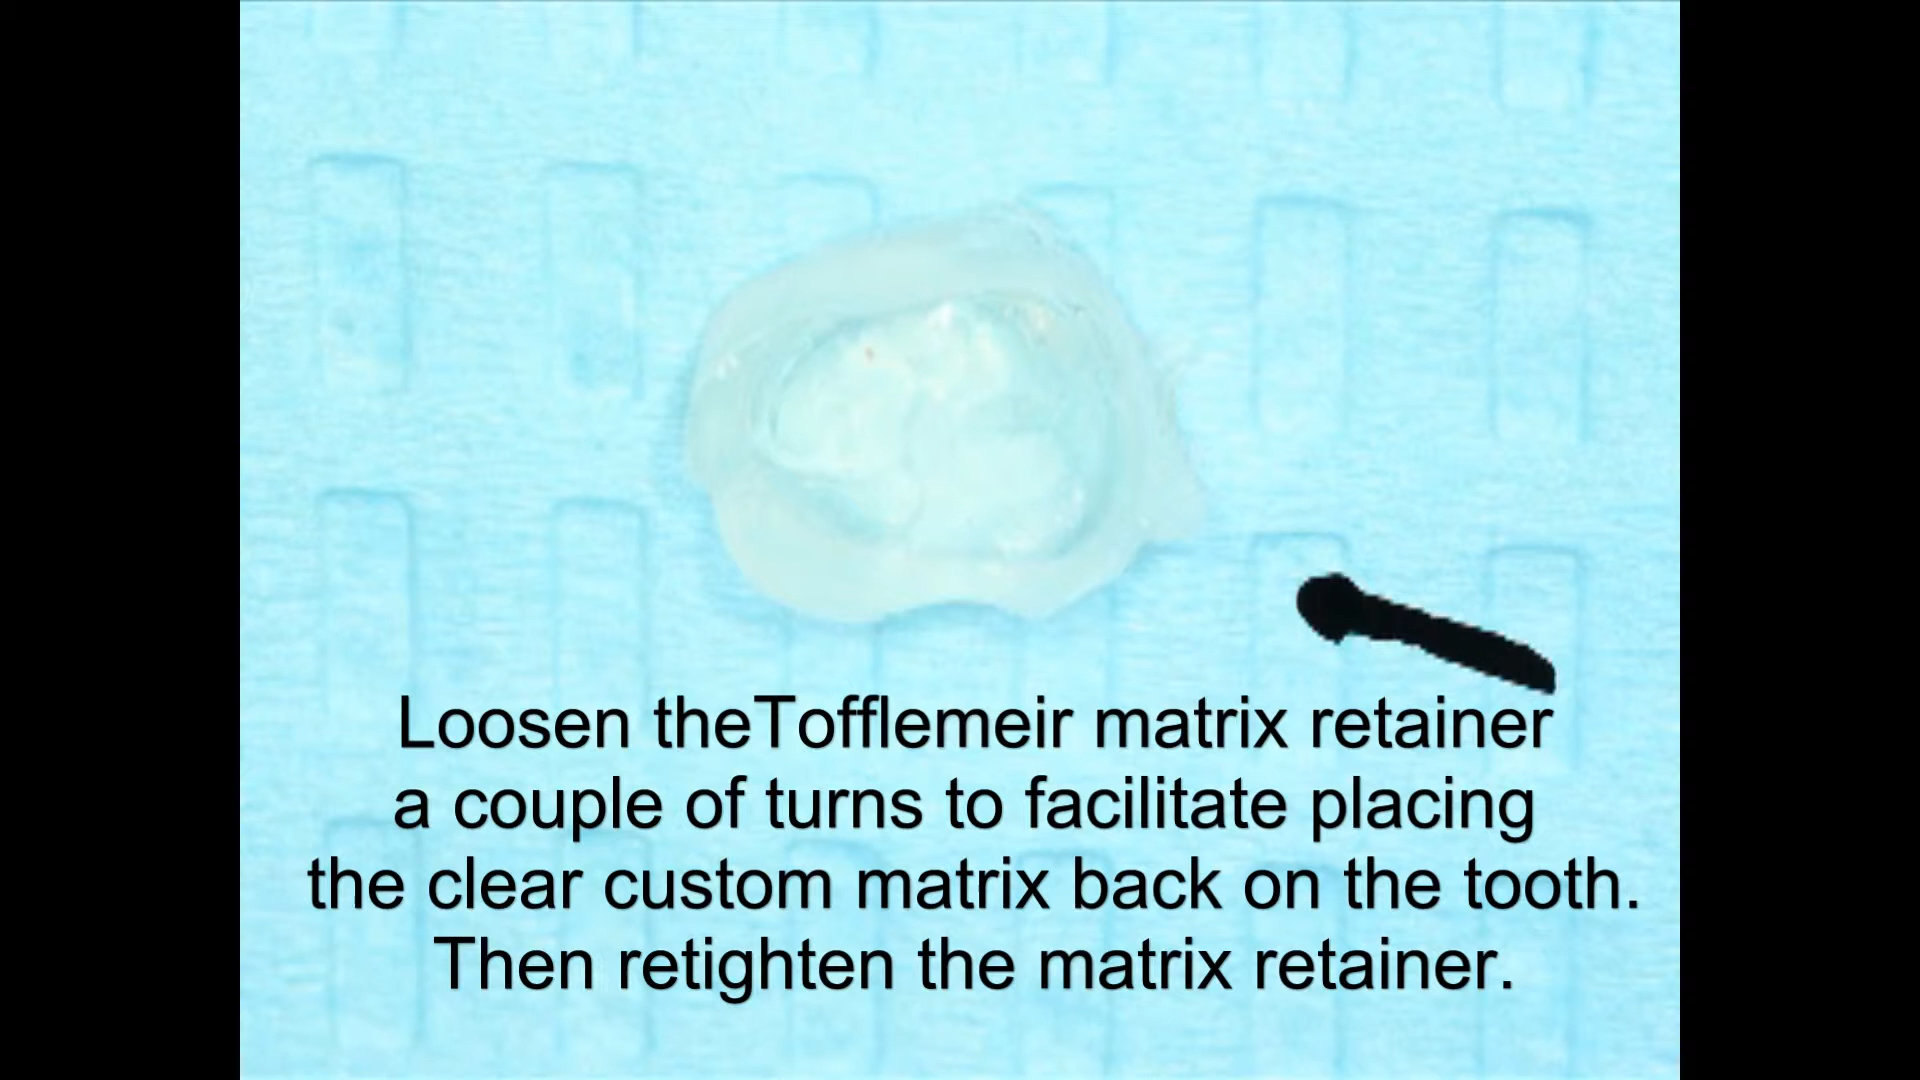 Loosen theTofflemeir matrix retainer
a couple of turns to facilitate placing
the clear custom matrix back on the tooth.
Then retighten the matrix retainer.